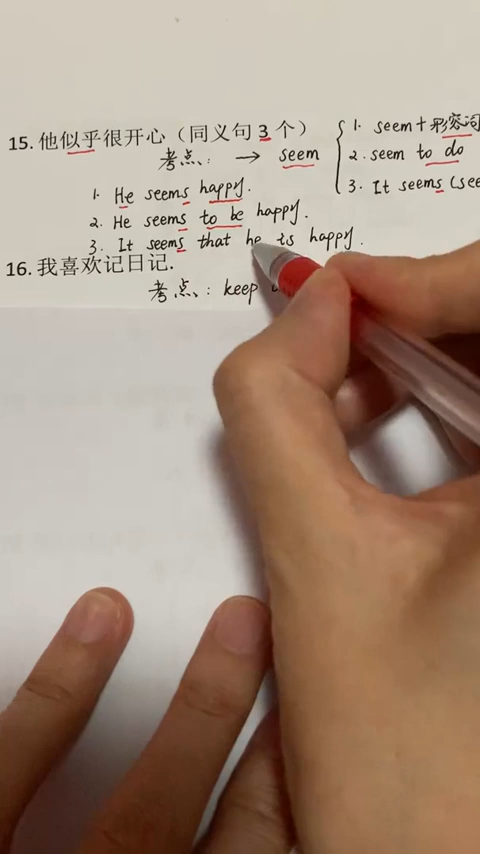 15. 他似乎很开心（同义句 3 个）
考点: → seem
1. seem + 形容词
2. seem to do
3. It seems (see
1. He seems happy.
2. He seems to be happy.
3. It seems that he is happy.
16. 我喜欢记日记.
考点: keep